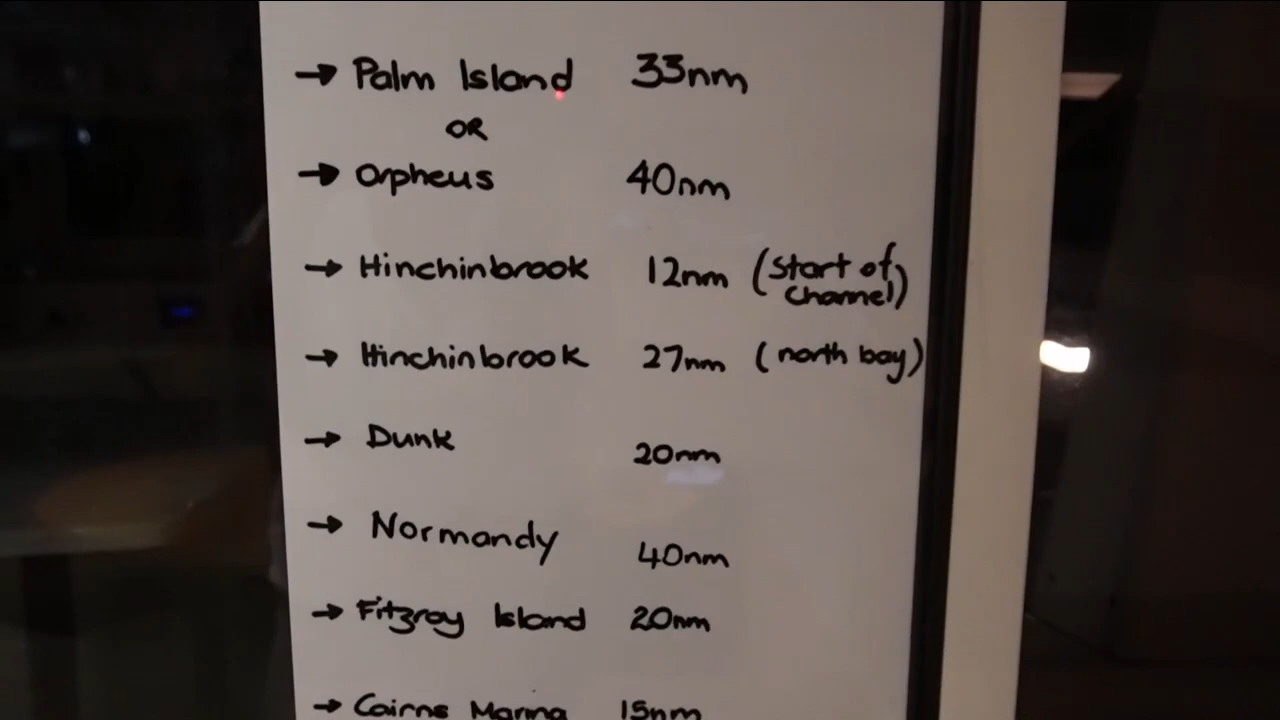 → Palm Island 33nm
OR
→ Orpheus 40nm
→ Hinchinbrook 12nm (start of
channel)
→ Hinchinbrook 27nm (north bay)
→ Dunk 20nm
→ Normandy 40nm
→ Fitzroy Island 20nm
→ Cairns Marina 15nm